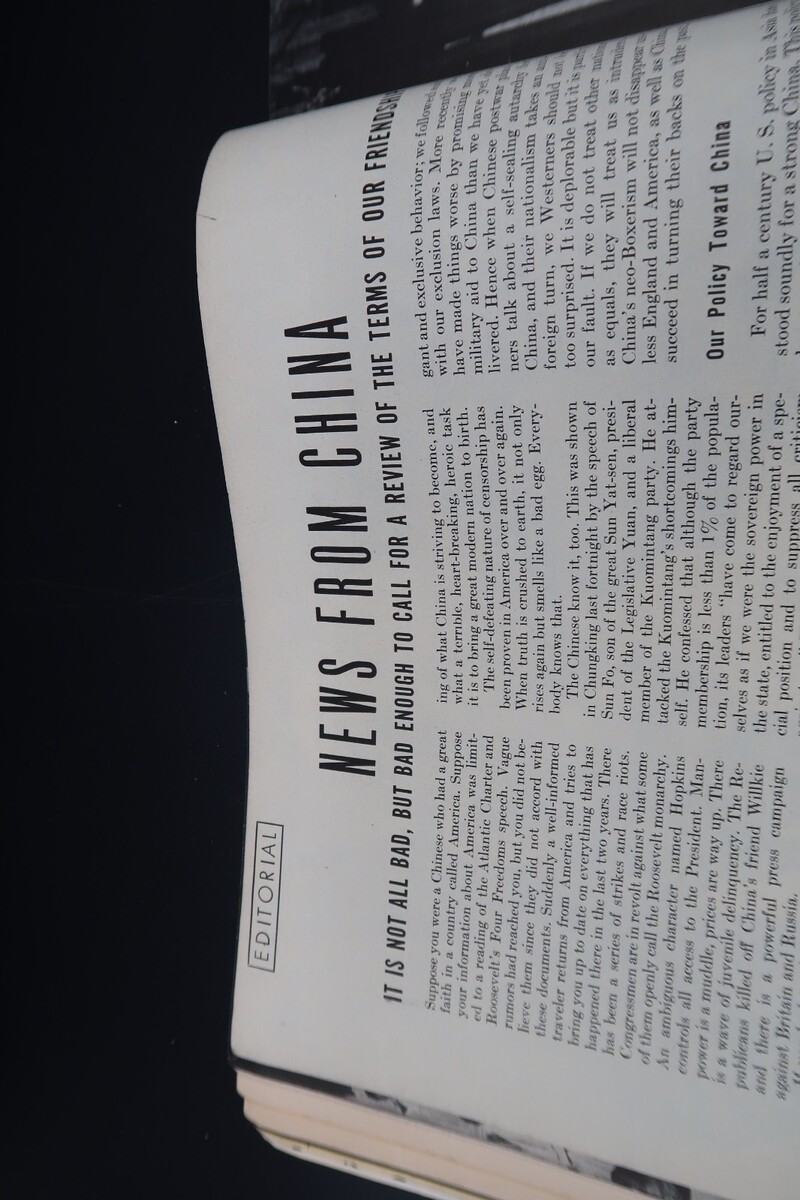 EDITORIAL
NEWS FROM CHINA
IT IS NOT ALL BAD, BUT BAD ENOUGH TO CALL FOR A REVIEW OF THE TERMS OF OUR
Suppose you were a Chinese who had a great
faith in a country called America. Suppose
your information about America was limit-
ed to a reading of the Atlantic Charter and
Roosevelt's Four Freedoms speech. Vague
rumors had reached you, but you did not be-
lieve them since they did not accord with
these documents. Suddenly a well-informed
traveler returns from America and tries to
bring you up to date on everything that has
happened there in the last two years. There
has been a series of strikes and race riots.
Congressmen are in revolt against what some
of them openly call the Roosevelt monarchy.
An ambiguous character named Hopkins
controls all access to the President. Man-
power is a muddle, prices are way up. There
is a wave of juvenile delinquency. The Re-
publicans killed off China's friend Willkie
and there is a powerful press campaign
against Britain and Russia.
ing of what China is striving to become, and
what a terrible, heart-breaking, heroic task
it is to bring a great modern nation to birth.
The self-defeating nature of censorship has
been proven in America over and over again.
When truth is crushed to earth, it not only
rises again but smells like a bad egg. Every-
body knows that.
The Chinese know it, too. This was shown
in Chungking last fortnight by the speech of
Sun Fo, son of the great Sun Yat-sen, presi-
dent of the Legislative Yuan, and a liberal
member of the Kuomintang party. He at-
tacked the Kuomintang's shortcomings him-
self. He confessed that although the party
membership is less than 1% of the popula-
tion, its leaders "have come to regard our-
selves as if we were the sovereign power in
the state, entitled to the enjoyment of a spe-
cial position and to suppress all criticism
gant and exclusive behavior; we followed
with our exclusion laws. More recently
have made things worse by promising
military aid to China than we have yet
livered. Hence when Chinese postwar
ners talk about a self-sealing autarchy
China, and their nationalism takes an
foreign turn, we Westerners should not
too surprised. It is deplorable but it is
our fault. If we do not treat other
as equals, they will treat us as
China's neo-Boxerism will not disappear
less England and America, as well as
succeed in turning their backs on the
Our Policy Toward China
For half a century U. S. policy in Asia
stood soundly for a strong China. This